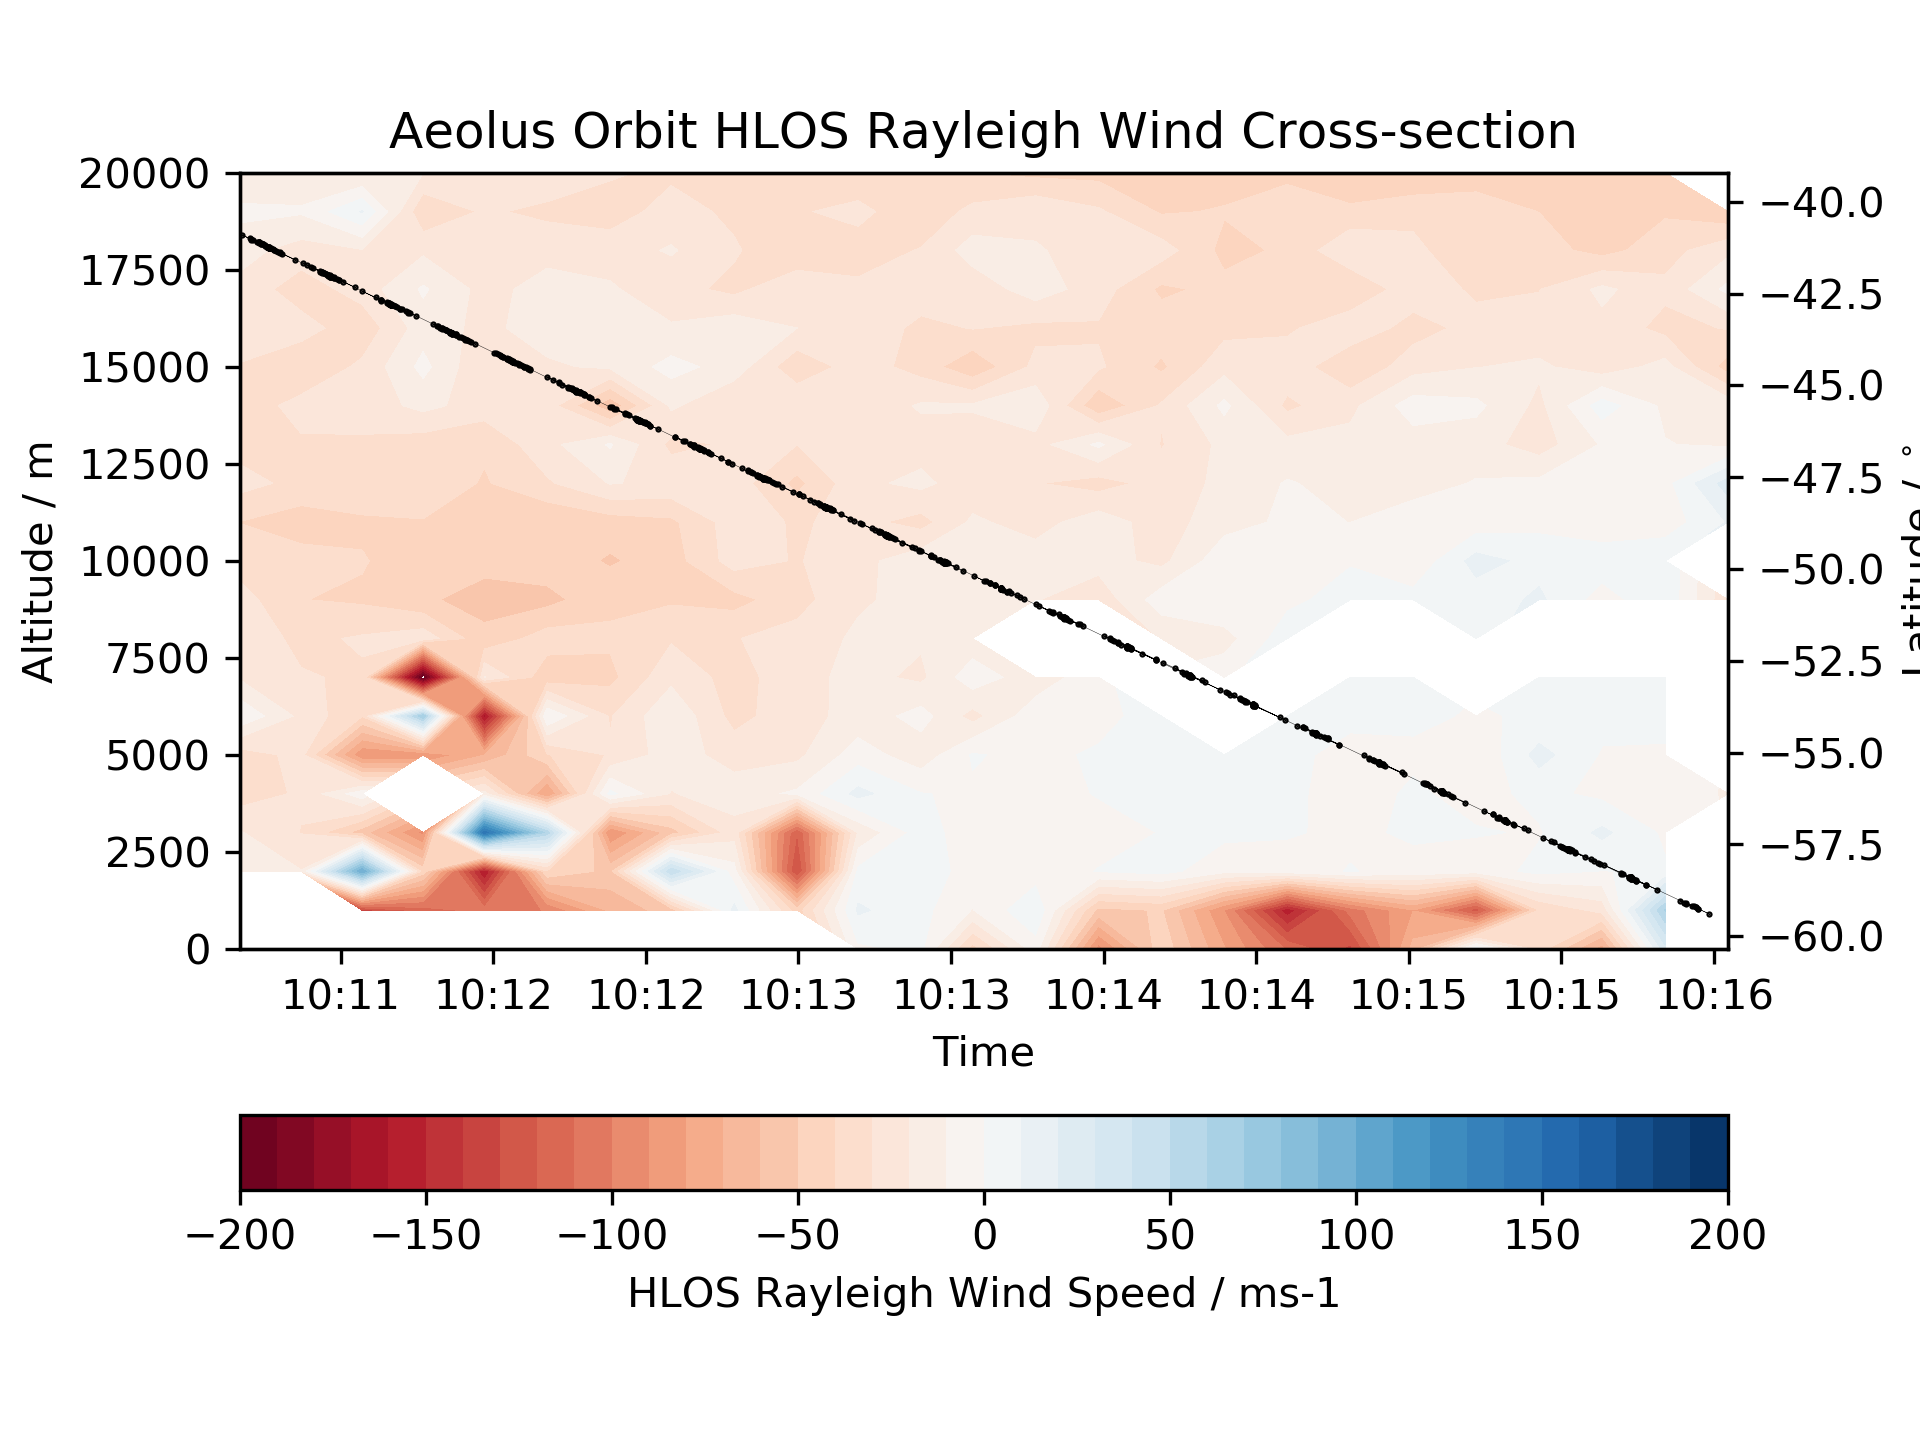 Aeolus Orbit HLOS Rayleigh Wind Cross-section
20000
17500
15000
12500
10000
7500
5000
2500
0
Altitude / m
−40.0
−42.5
−45.0
−47.5
−50.0
−52.5
−55.0
−57.5
−60.0
Latitude / °
10:11 10:12 10:12 10:13 10:13 10:14 10:14 10:15 10:15 10:16
Time
−200 −150 −100 −50 0 50 100 150 200
HLOS Rayleigh Wind Speed / ms-1